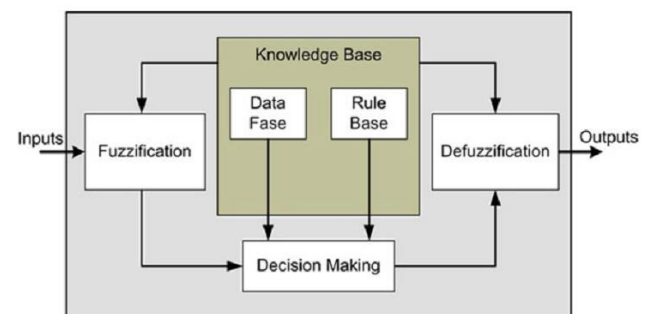 Knowledge Base
Data
Fase
Rule
Base
Inputs
Fuzzification
Defuzzification
Outputs
Decision Making